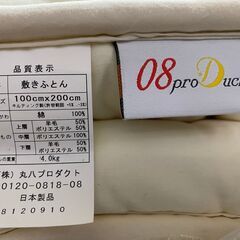 品質表示
敷きふとん
100cm×200cm
綿 100%
上層 羊毛 50%
ポリエステル 50%
中層 ポリエステル 100%
下層 羊毛 50%
ポリエステル 50%
4.0kg
(株)丸八プロダクト
0120-0818-08
日本製品
8120910
08proDuc